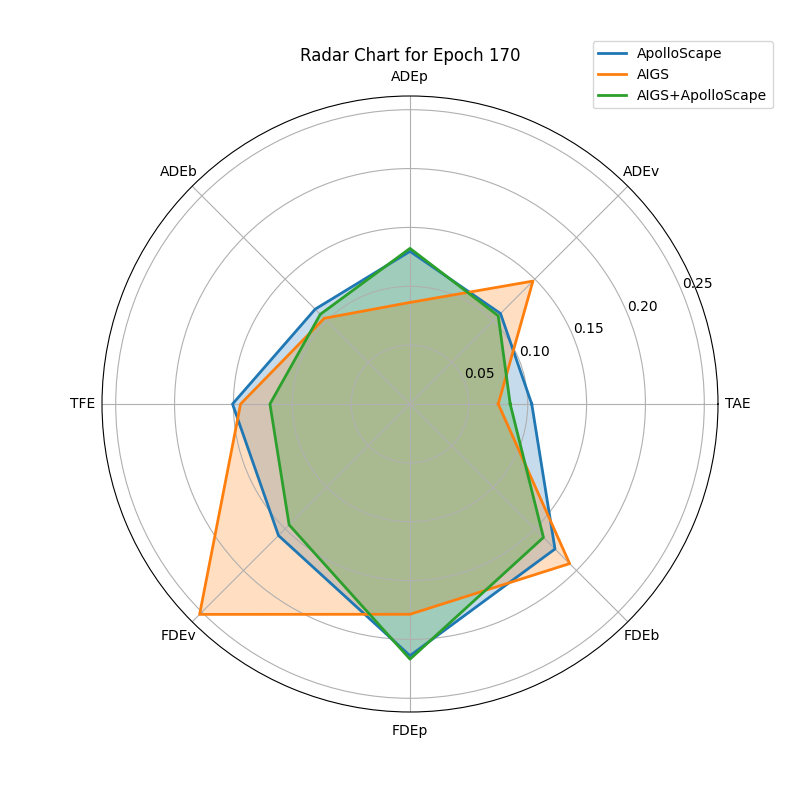 Radar Chart for Epoch 170
ApolloScape
AIGS
AIGS+ApolloScape
ADEp
ADEb
ADEv
0.25
0.20
0.15
0.10
0.05
TFE
TAE
FDEv
FDEb
FDEp